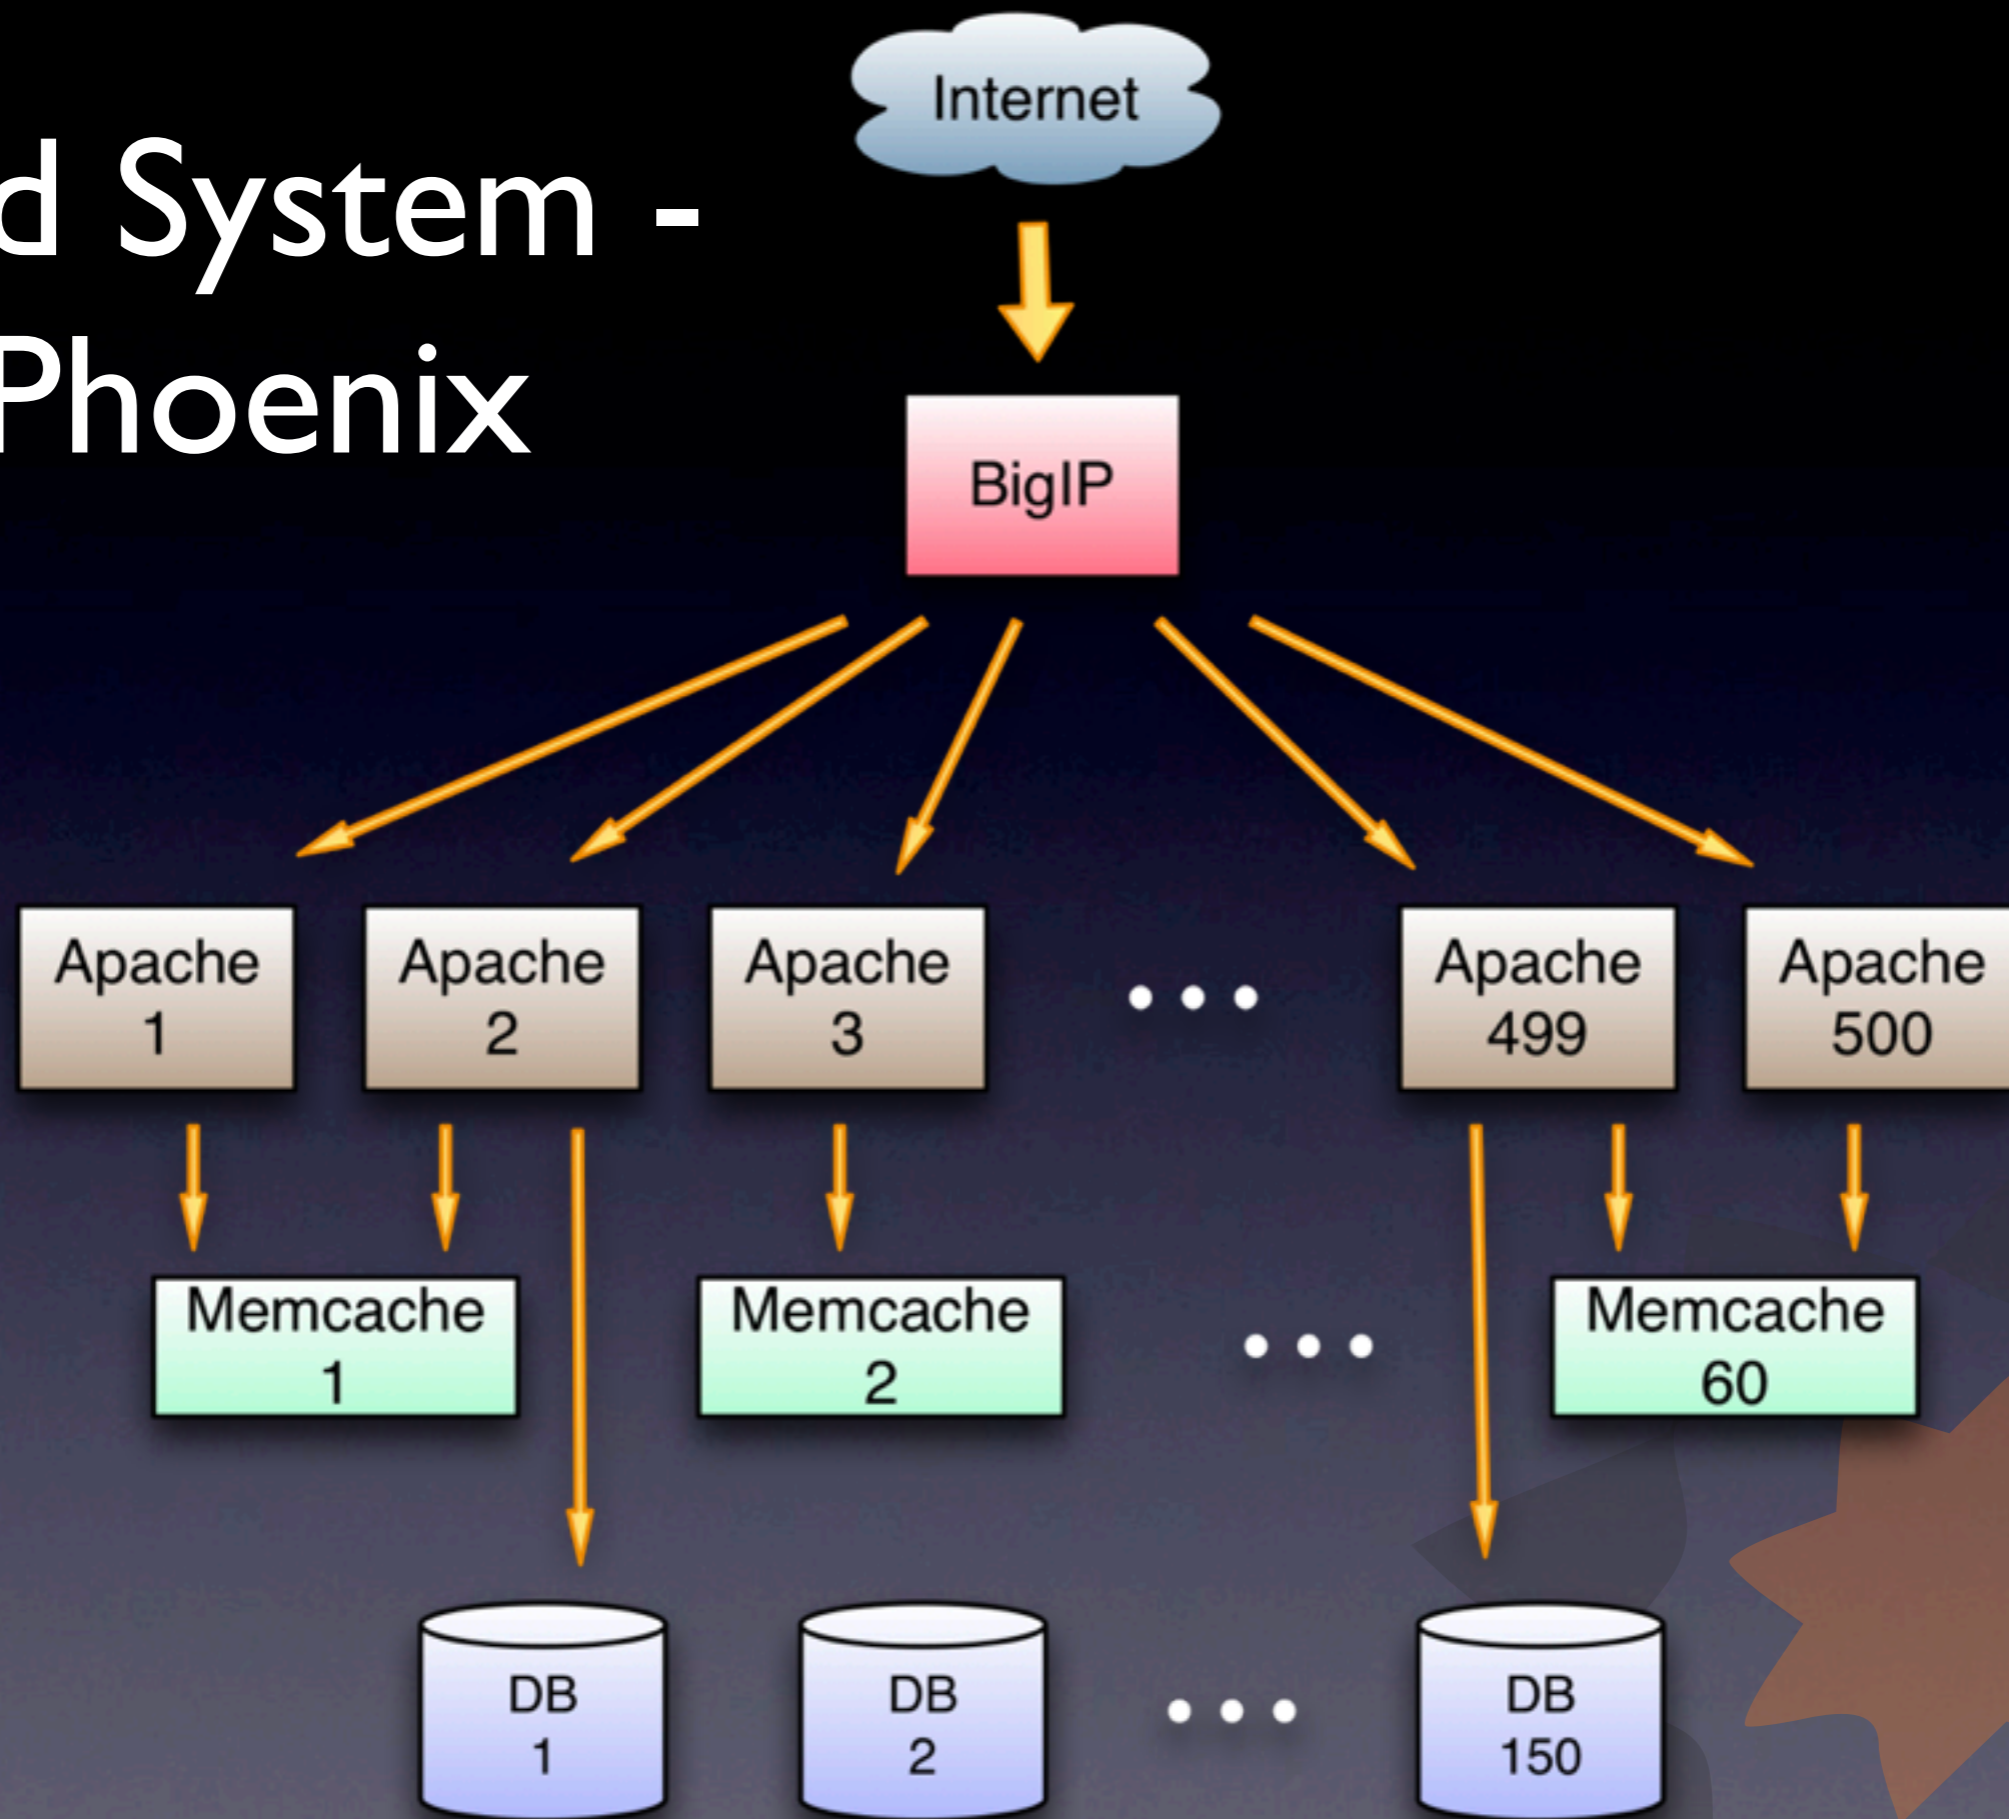 d System -
Phoenix
Internet
BigIP
Apache
1
Apache
2
Apache
3
Apache
499
Apache
500
Memcache
1
Memcache
2
Memcache
60
DB
1
DB
2
DB
150